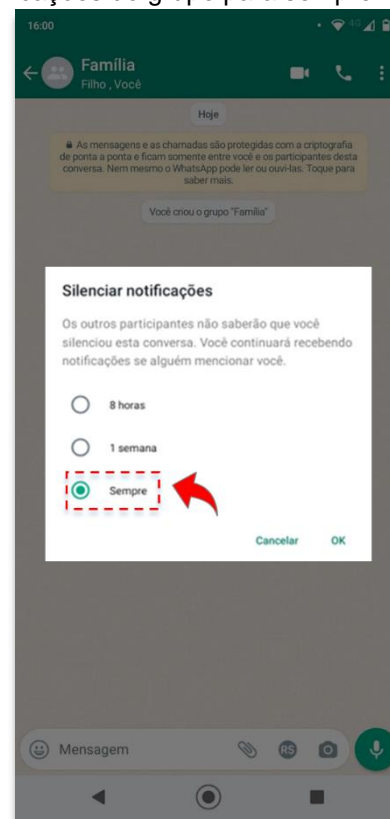 16:00
4G
Família
Filho , Você
Hoje
As mensagens e as chamadas são protegidas com a criptografia
de ponta a ponta e ficam somente entre você e os participantes desta
conversa. Nem mesmo o WhatsApp pode ler ou ouvi-las. Toque para
saber mais.
Você criou o grupo "Família"
Silenciar notificações
Os outros participantes não saberão que você
silenciou esta conversa. Você continuará recebendo
notificações se alguém mencionar você.
8 horas
1 semana
Sempre
Cancelar OK
Mensagem
R$